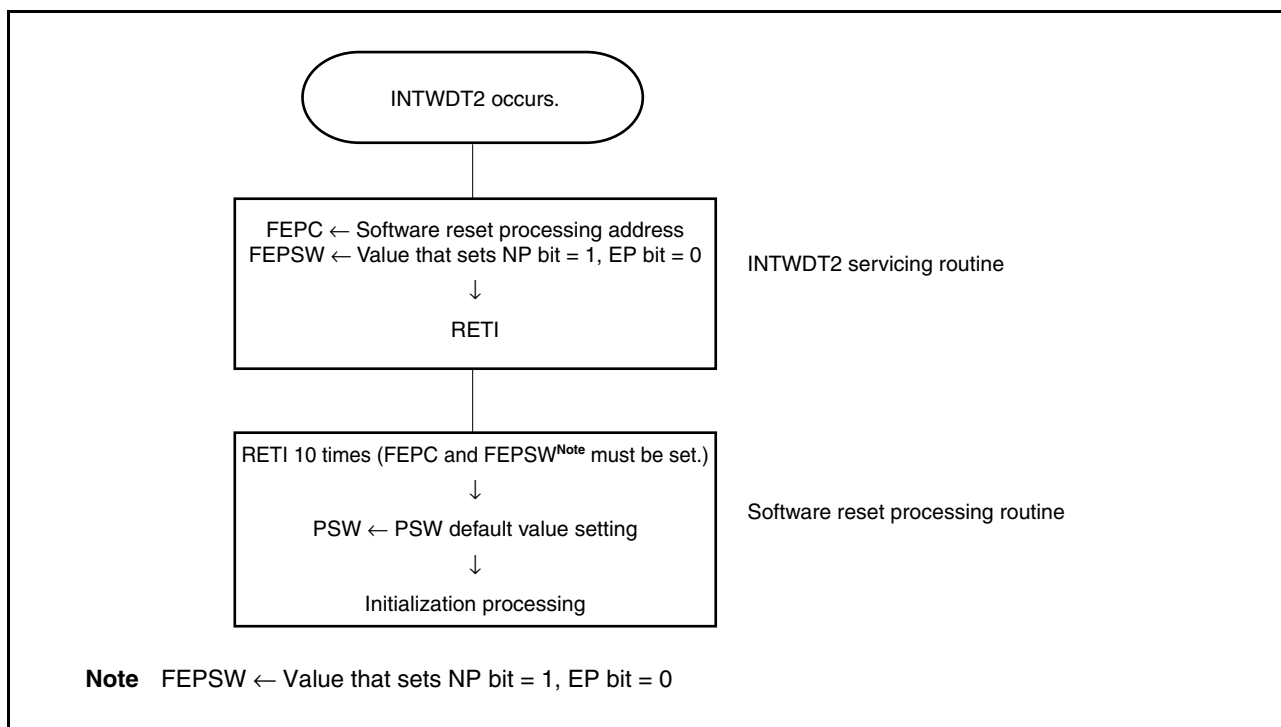 INTWDT2 occurs.
FEPC ← Software reset processing address
FEPSW ← Value that sets NP bit = 1, EP bit = 0
↓
RETI
INTWDT2 servicing routine
RETI 10 times (FEPC and FEPSWNote must be set.)
↓
PSW ← PSW default value setting
↓
Initialization processing
Software reset processing routine
Note FEPSW ← Value that sets NP bit = 1, EP bit = 0